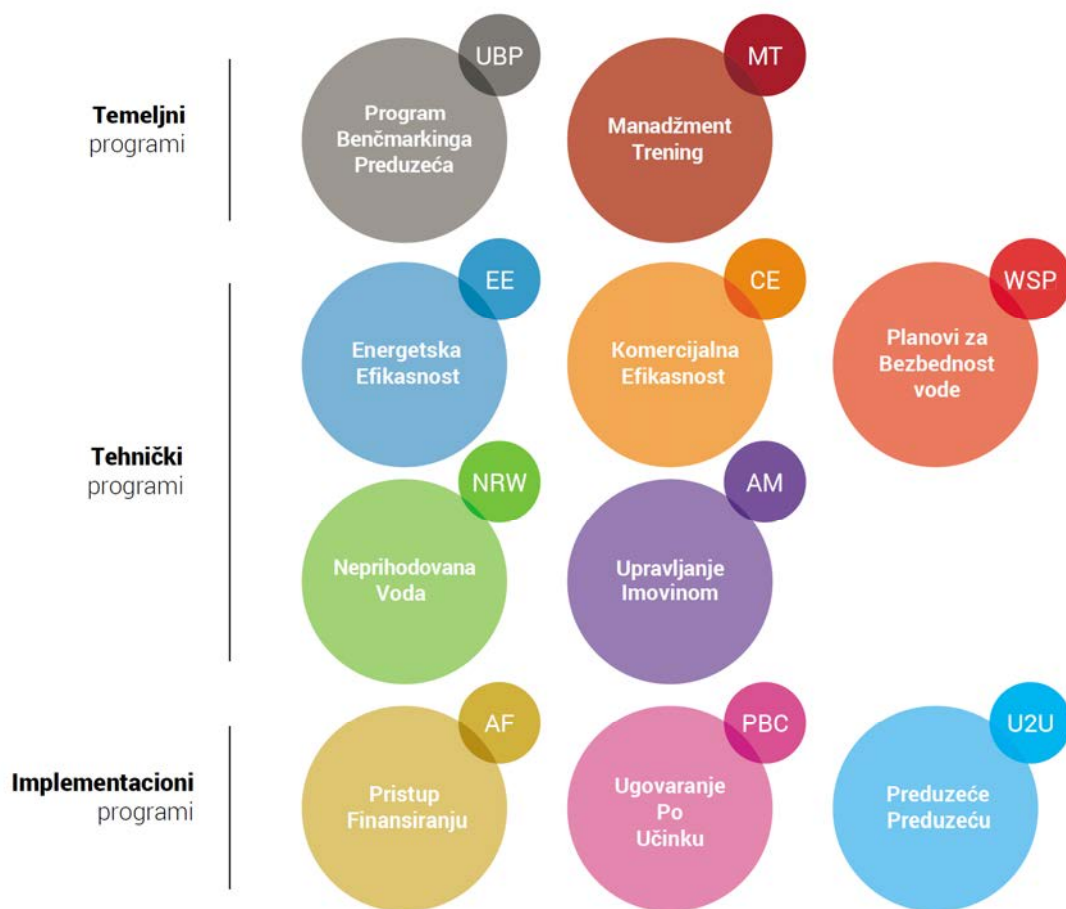 Temeljni
programi
UBP
Program
Benčmarkinga
Preduzeća
MT
Manadžment
Trening
Tehnički
programi
EE
Energetska
Efikasnost
CE
Komercijalna
Efikasnost
WSP
Planovi za
Bezbednost
vode
NRW
Neprihodovana
Voda
AM
Upravljanje
Imovinom
Implementacioni
programi
AF
Pristup
Finansiranju
PBC
Ugovaranje
Po
Učinku
U2U
Preduzeće
Preduzeću